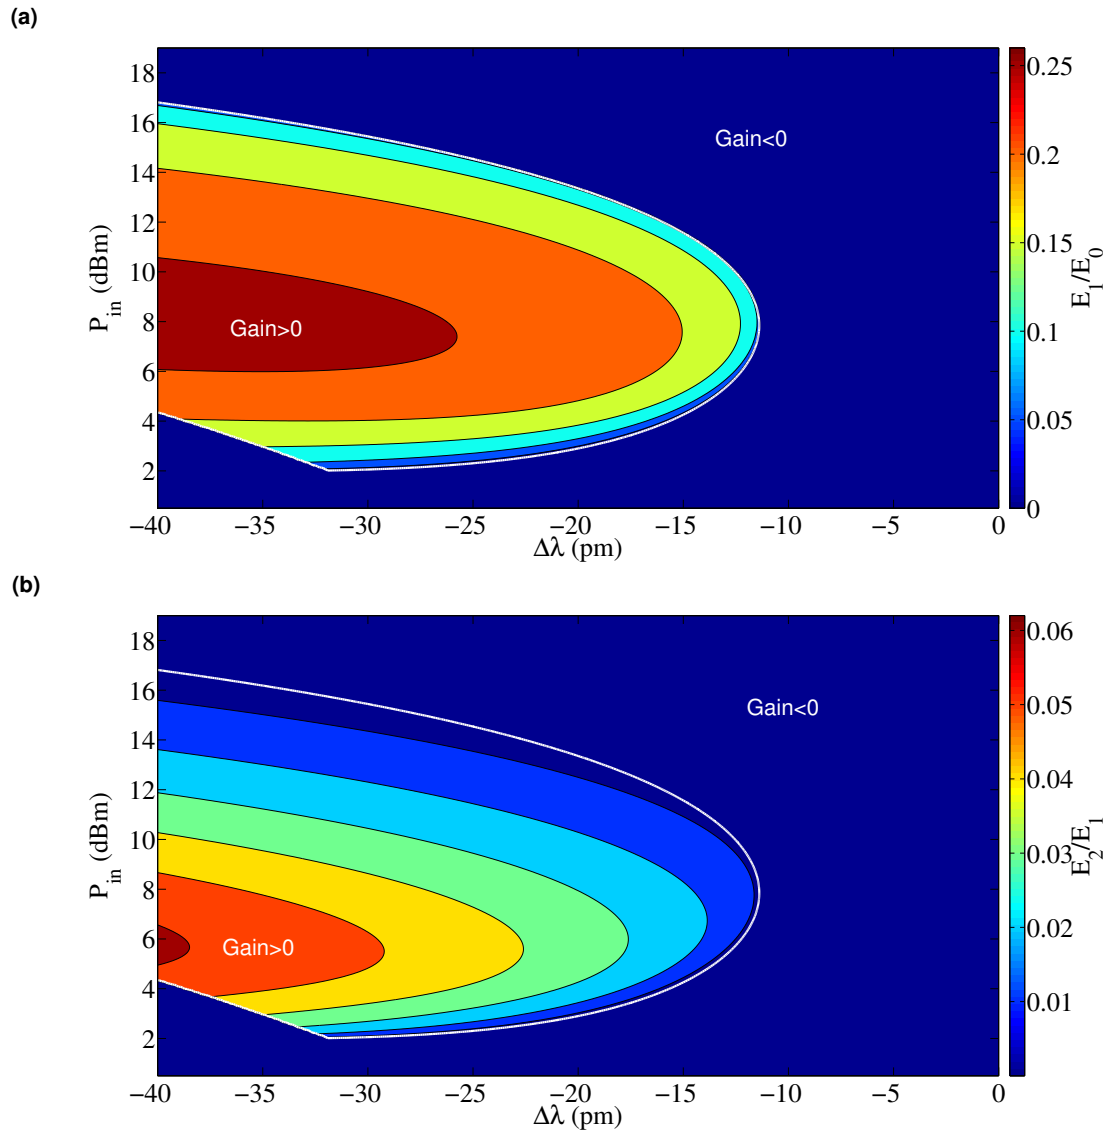 (a)
18
16
14
12
10
8
6
4
2
P_in (dBm)
Gain<0
Gain>0
−40 −35 −30 −25 −20 −15 −10 −5 0
Δλ (pm)
0.25
0.2
0.15
0.1
0.05
0
E_1/E_0
(b)
18
16
14
12
10
8
6
4
2
P_in (dBm)
Gain<0
Gain>0
−40 −35 −30 −25 −20 −15 −10 −5 0
Δλ (pm)
0.06
0.05
0.04
0.03
0.02
0.01
E_2/E_1